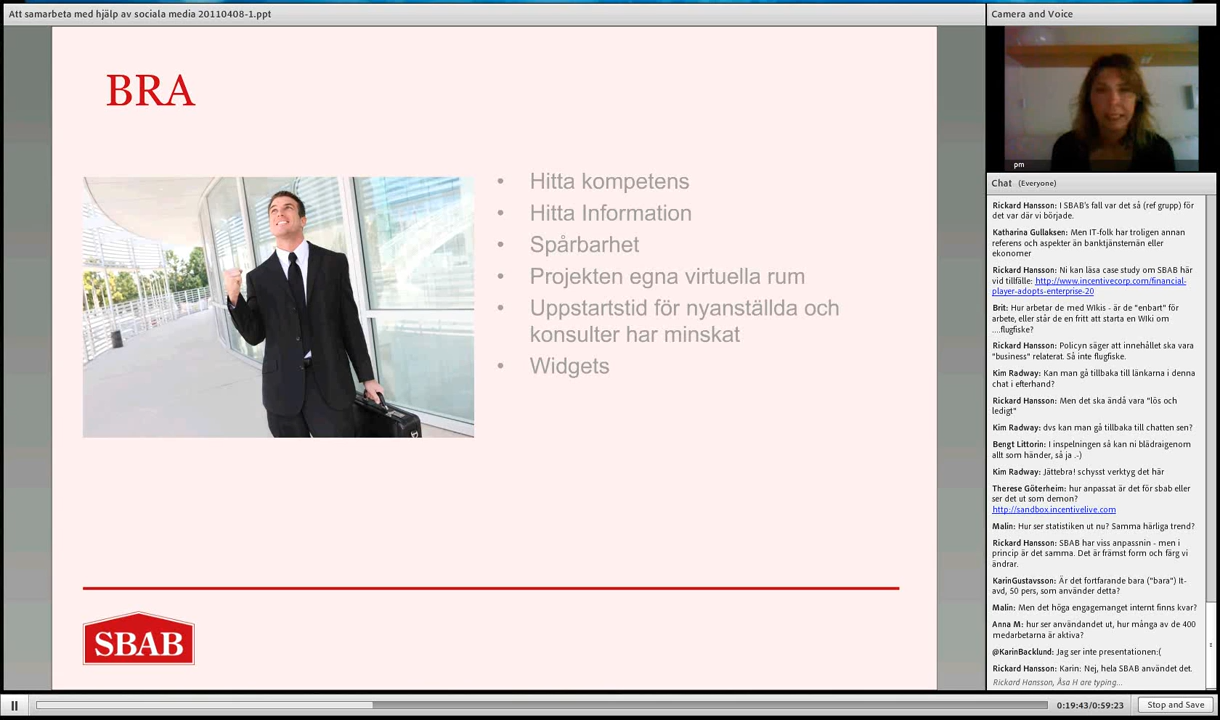 Att samarbeta med hjälp av sociala media 20110408-1.ppt
BRA
• Hitta kompetens
• Hitta Information
• Spårbarhet
• Projekten egna virtuella rum
• Uppstartstid för nyanställda och
konsulter har minskat
• Widgets
SBAB
Camera and Voice
pm
Chat (Everyone)
Rickard Hansson: I SBAB's fall var det så (ref grupp) för
det var där vi började.
Katharina Gullaksen: Men IT-folk har troligen annan
referens och aspekter än banktjänstemän eller
ekonomer
Rickard Hansson: Ni kan läsa case study om SBAB här
vid tillfälle: http://www.incentivecorp.com/financial-
player-adopts-enterprise-20
Brit: Hur arbetar de med WIkis - är de "enbart" för
arbete, eller står de en fritt att starta en WIki om
....flugfiske?
Rickard Hansson: Policyn säger att innehållet ska vara
"business" relaterat. Så inte flugfiske.
Kim Radway: Kan man gå tillbaka till länkarna i denna
chat i efterhand?
Rickard Hansson: Men det ska ändå vara "lös och
ledigt"
Kim Radway: dvs kan man gå tillbaka till chatten sen?
Bengt Littorin: I inspelningen så kan ni blädraigenom
allt som händer, så ja .-)
Kim Radway: Jättebra! schysst verktyg det här
Therese Göterheim: hur anpassat är det för sbab eller
ser det ut som demon?
http://sandbox.incentivelive.com
Malin: Hur ser statistiken ut nu? Samma härliga trend?
Rickard Hansson: SBAB har viss anpassnin - men i
princip är det samma. Det är främst form och färg vi
ändrar.
KarinGustavsson: Är det fortfarande bara ("bara") It-
avd, 50 pers, som använder detta?
Malin: Men det höga engagemanget internt finns kvar?
Anna M: hur ser användandet ut, hur många av de 400
medarbetarna är aktiva?
@KarinBacklund: Jag ser inte presentationen:(
Rickard Hansson: Karin: Nej, hela SBAB användet det.
Rickard Hansson, Åsa H are typing...
0:19:43/0:59:23
Stop and Save